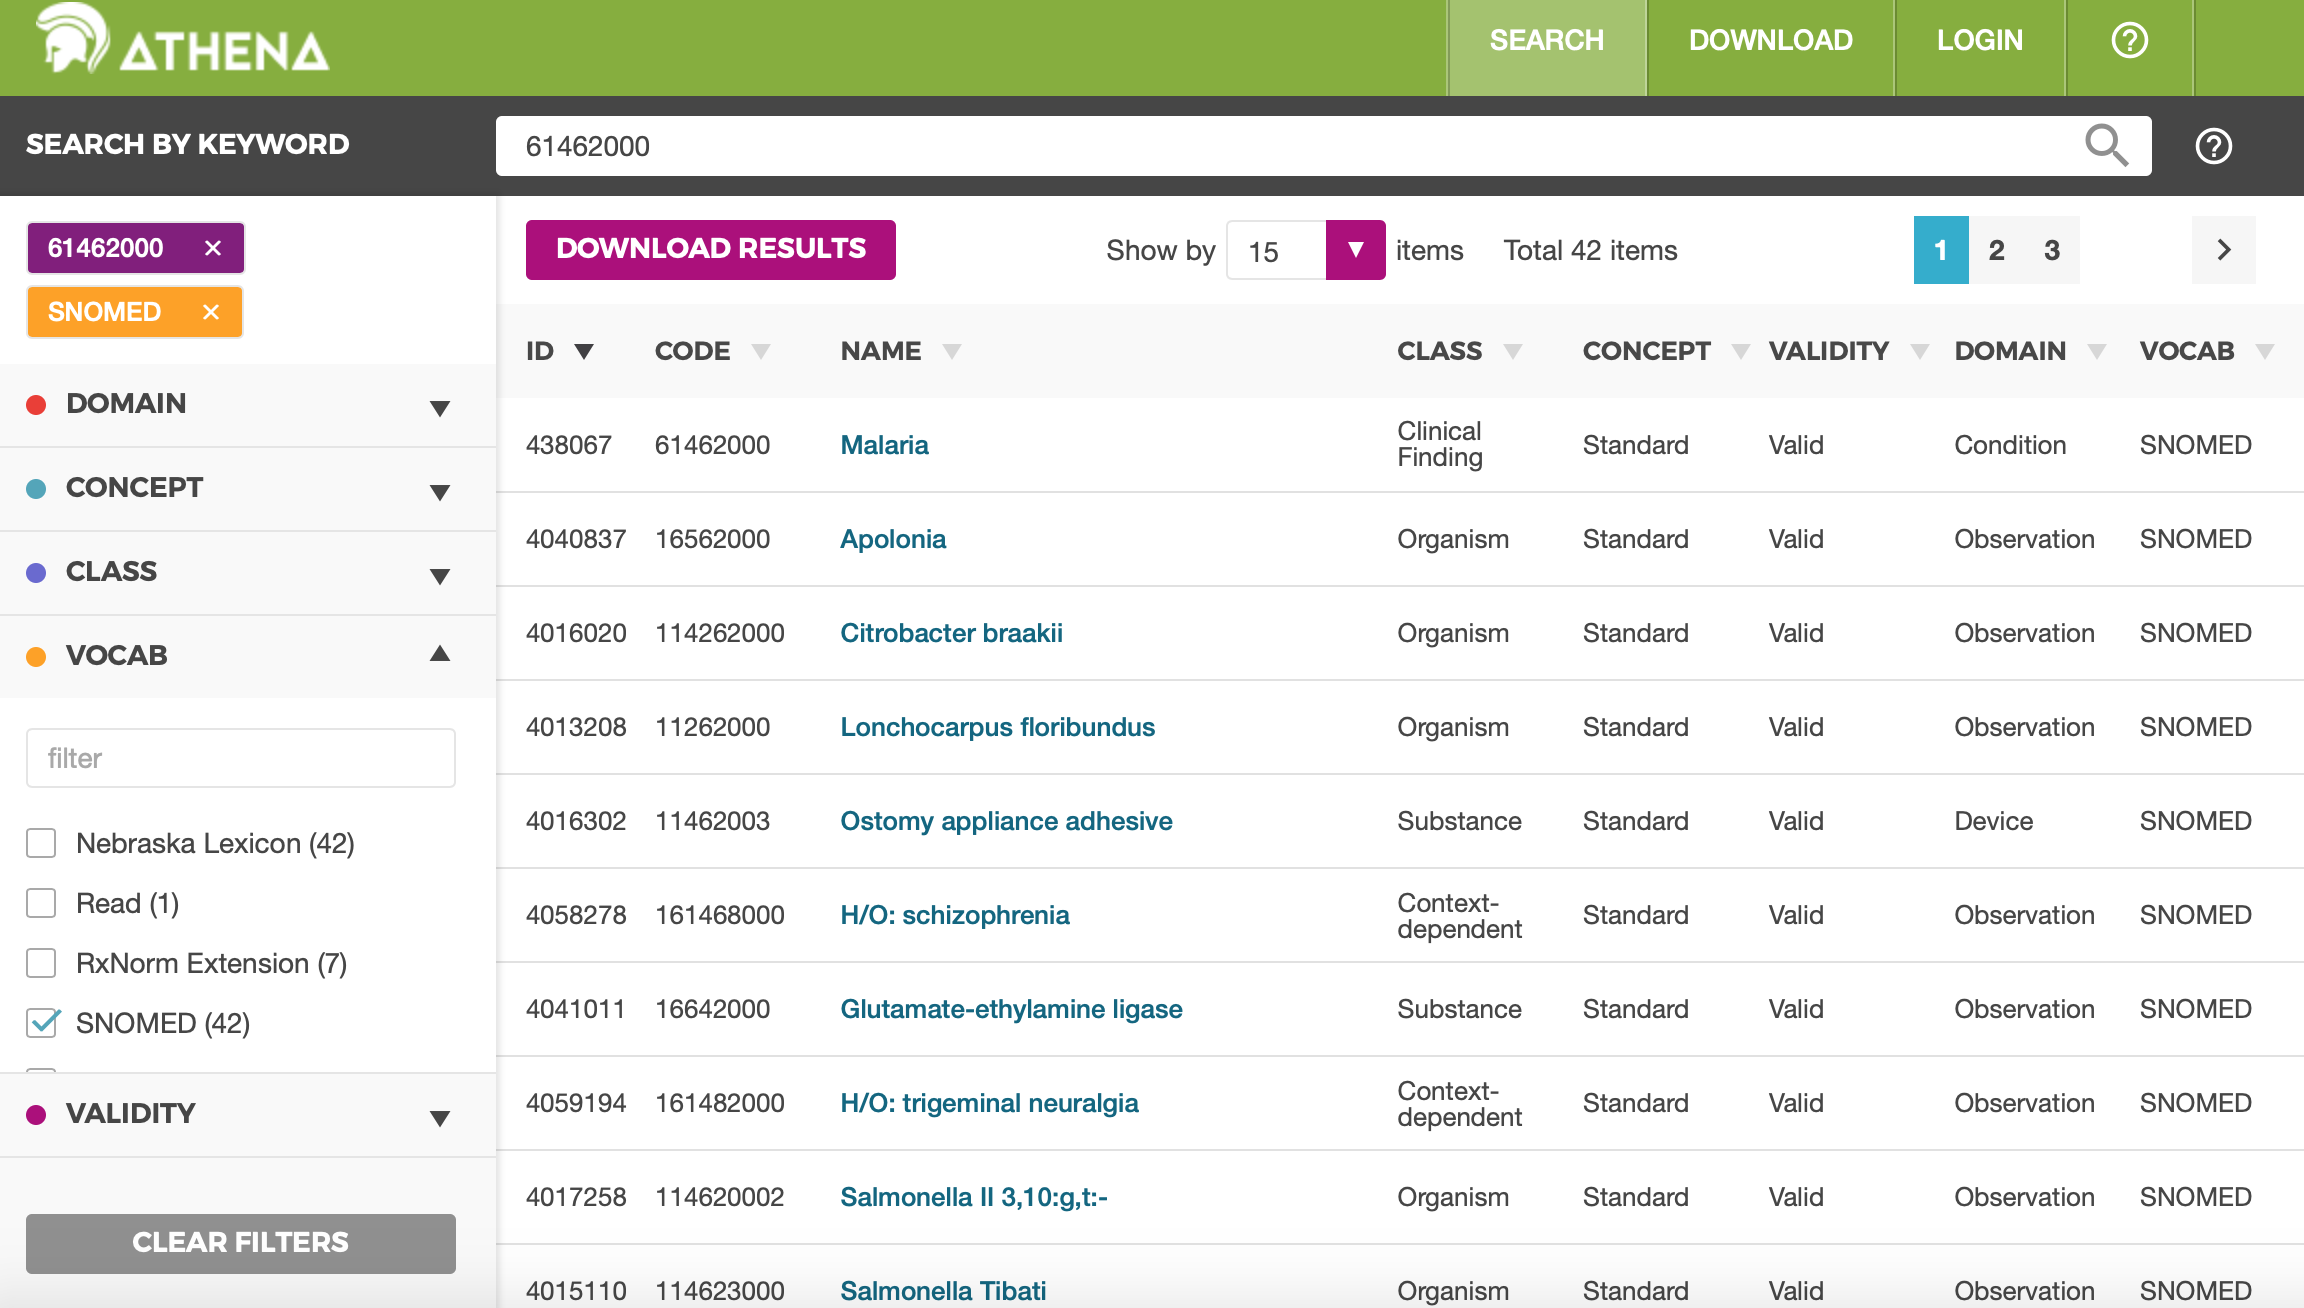 ATHENA
SEARCH DOWNLOAD LOGIN ?
SEARCH BY KEYWORD 61462000 ?
61462000 ×
SNOMED ×
DOMAIN
CONCEPT
CLASS
VOCAB
filter
Nebraska Lexicon (42)
Read (1)
RxNorm Extension (7)
SNOMED (42)
VALIDITY
CLEAR FILTERS
DOWNLOAD RESULTS Show by 15 items Total 42 items 1 2 3 >
ID CODE NAME CLASS CONCEPT VALIDITY DOMAIN VOCAB
438067 61462000 Malaria Clinical Finding Standard Valid Condition SNOMED
4040837 16562000 Apolonia Organism Standard Valid Observation SNOMED
4016020 114262000 Citrobacter braakii Organism Standard Valid Observation SNOMED
4013208 11262000 Lonchocarpus floribundus Organism Standard Valid Observation SNOMED
4016302 11462003 Ostomy appliance adhesive Substance Standard Valid Device SNOMED
4058278 161468000 H/O: schizophrenia Context-dependent Standard Valid Observation SNOMED
4041011 16642000 Glutamate-ethylamine ligase Substance Standard Valid Observation SNOMED
4059194 161482000 H/O: trigeminal neuralgia Context-dependent Standard Valid Observation SNOMED
4017258 114620002 Salmonella II 3,10:g,t:- Organism Standard Valid Observation SNOMED
4015110 114623000 Salmonella Tibati Organism Standard Valid Observation SNOMED